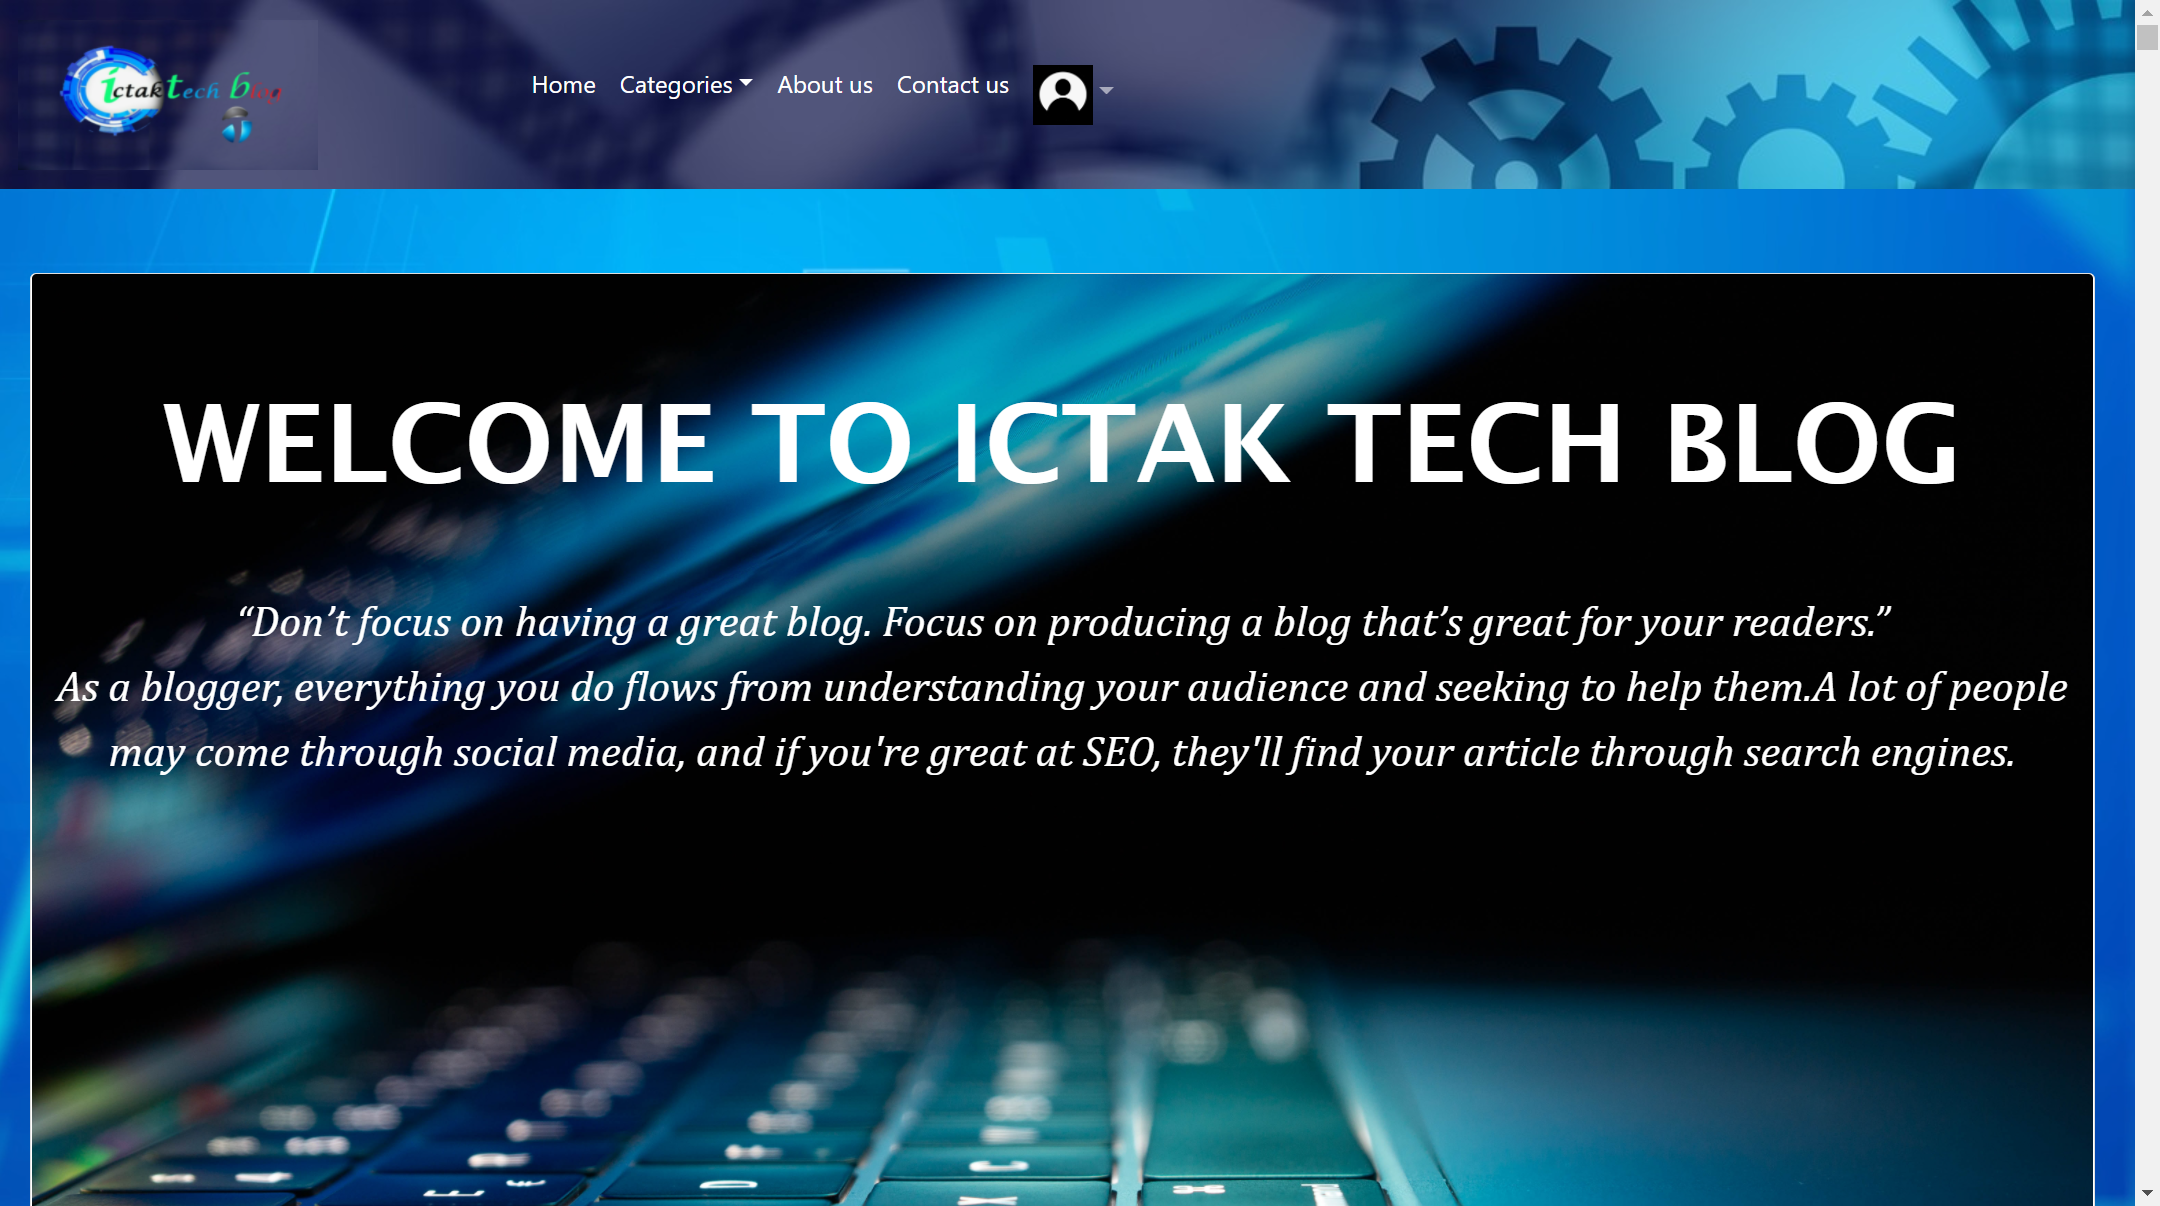 ictak tech blog
Home Categories About us Contact us
WELCOME TO ICTAK TECH BLOG
“Don’t focus on having a great blog. Focus on producing a blog that’s great for your readers.”
As a blogger, everything you do flows from understanding your audience and seeking to help them.A lot of people
may come through social media, and if you're great at SEO, they'll find your article through search engines.